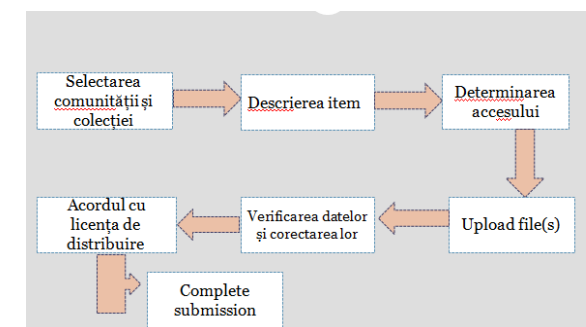 Selectarea
comunității și
colecției
Descrierea item
Determinarea
accesului
Upload file(s)
Verificarea datelor
și corectarea lor
Acordul cu
licența de
distribuire
Complete
submission